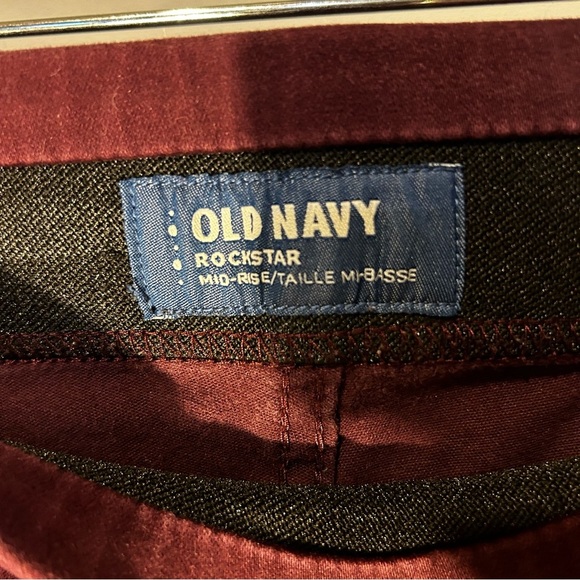 OLD NAVY
ROCKSTAR
MID-RISE/TAILLE MI-BASSE